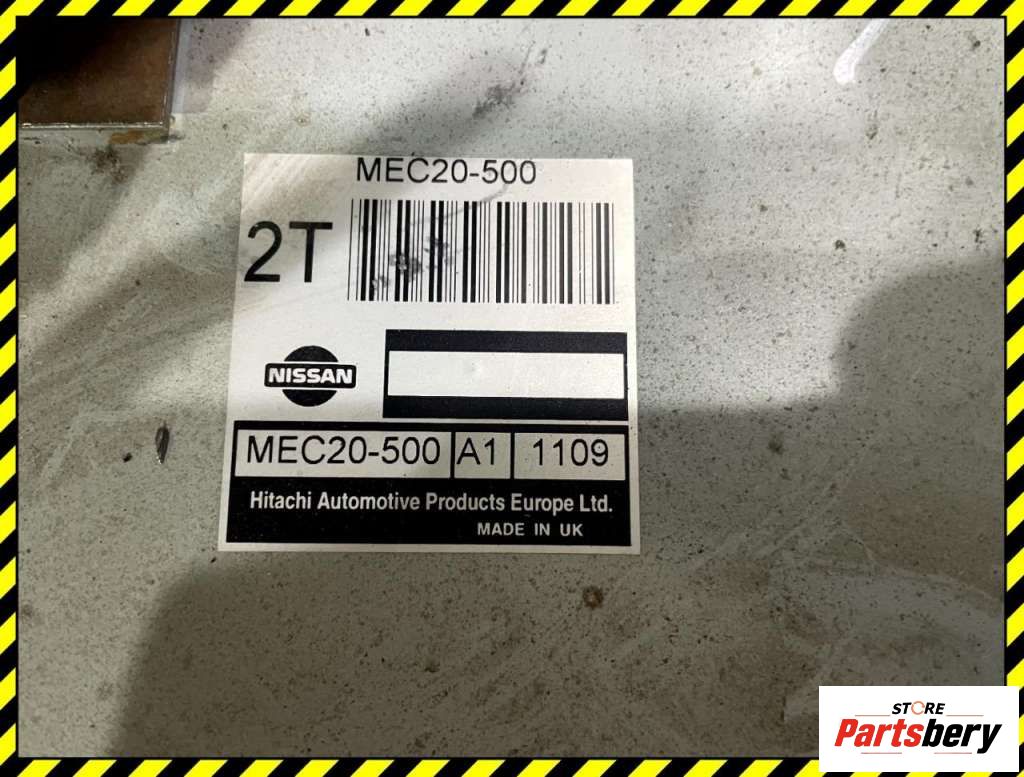 MEC20-500
2T
NISSAN
MEC20-500 A1 1109
Hitachi Automotive Products Europe Ltd.
MADE IN UK
STORE
Partsbery